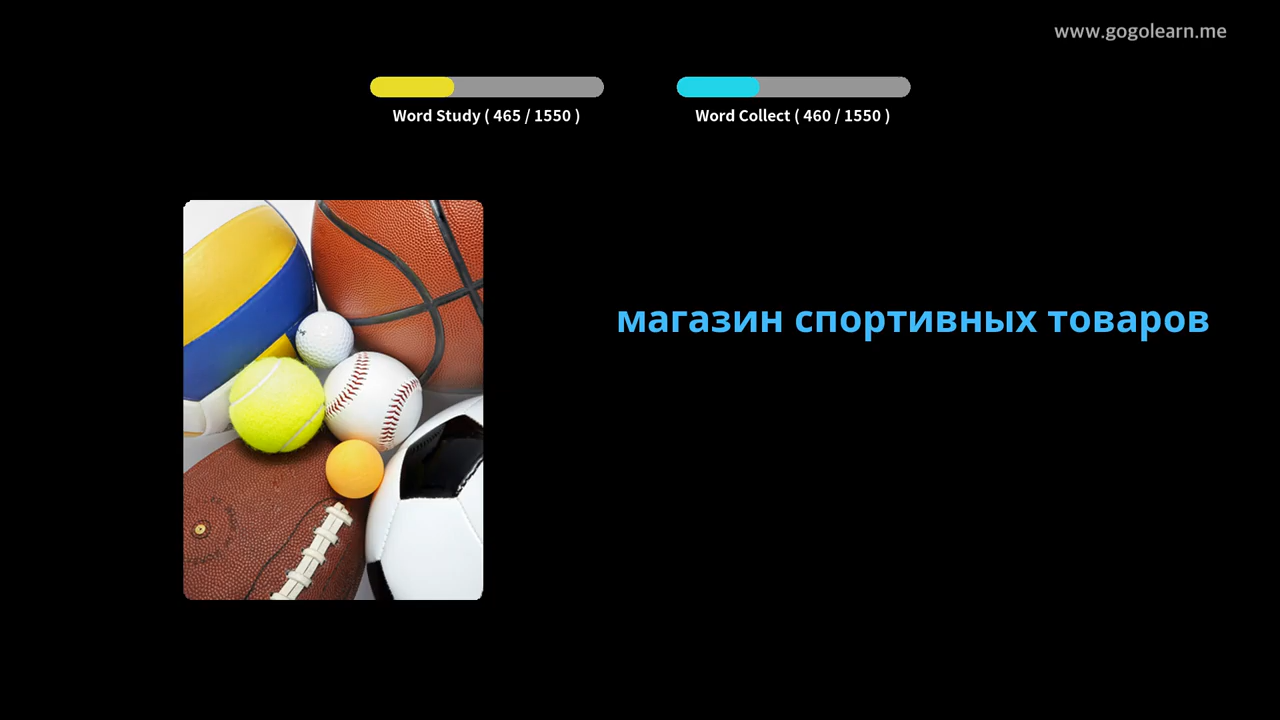 www.gogolearn.me
Word Study ( 465 / 1550 )
Word Collect ( 460 / 1550 )
магазин спортивных товаров